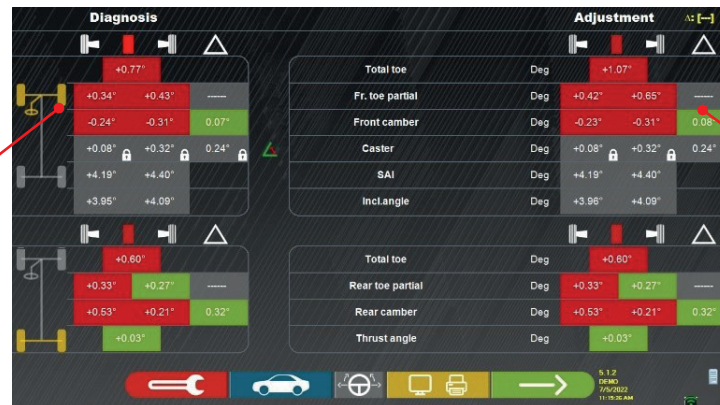 Diagnosis Adjustment Δ: [---]
+0.77° Total toe Deg +1.07°
+0.34° +0.43° ------ Fr. toe partial Deg +0.42° +0.65° ------
-0.24° -0.31° 0.07° Front camber Deg -0.23° -0.31° 0.08°
+0.08° +0.32° 0.24° Caster Deg +0.08° +0.32° 0.24°
+4.19° +4.40° SAI Deg +4.19° +4.40°
+3.95° +4.09° Incl.angle Deg +3.96° +4.09°
+0.60° Total toe Deg +0.60°
+0.33° +0.27° ------ Rear toe partial Deg +0.33° +0.27° ------
+0.53° +0.21° 0.32° Rear camber Deg +0.53° +0.21° 0.32°
+0.03° Thrust angle Deg +0.03°
5.1.2
DEMO
7/5/2022
11:19:26 AM